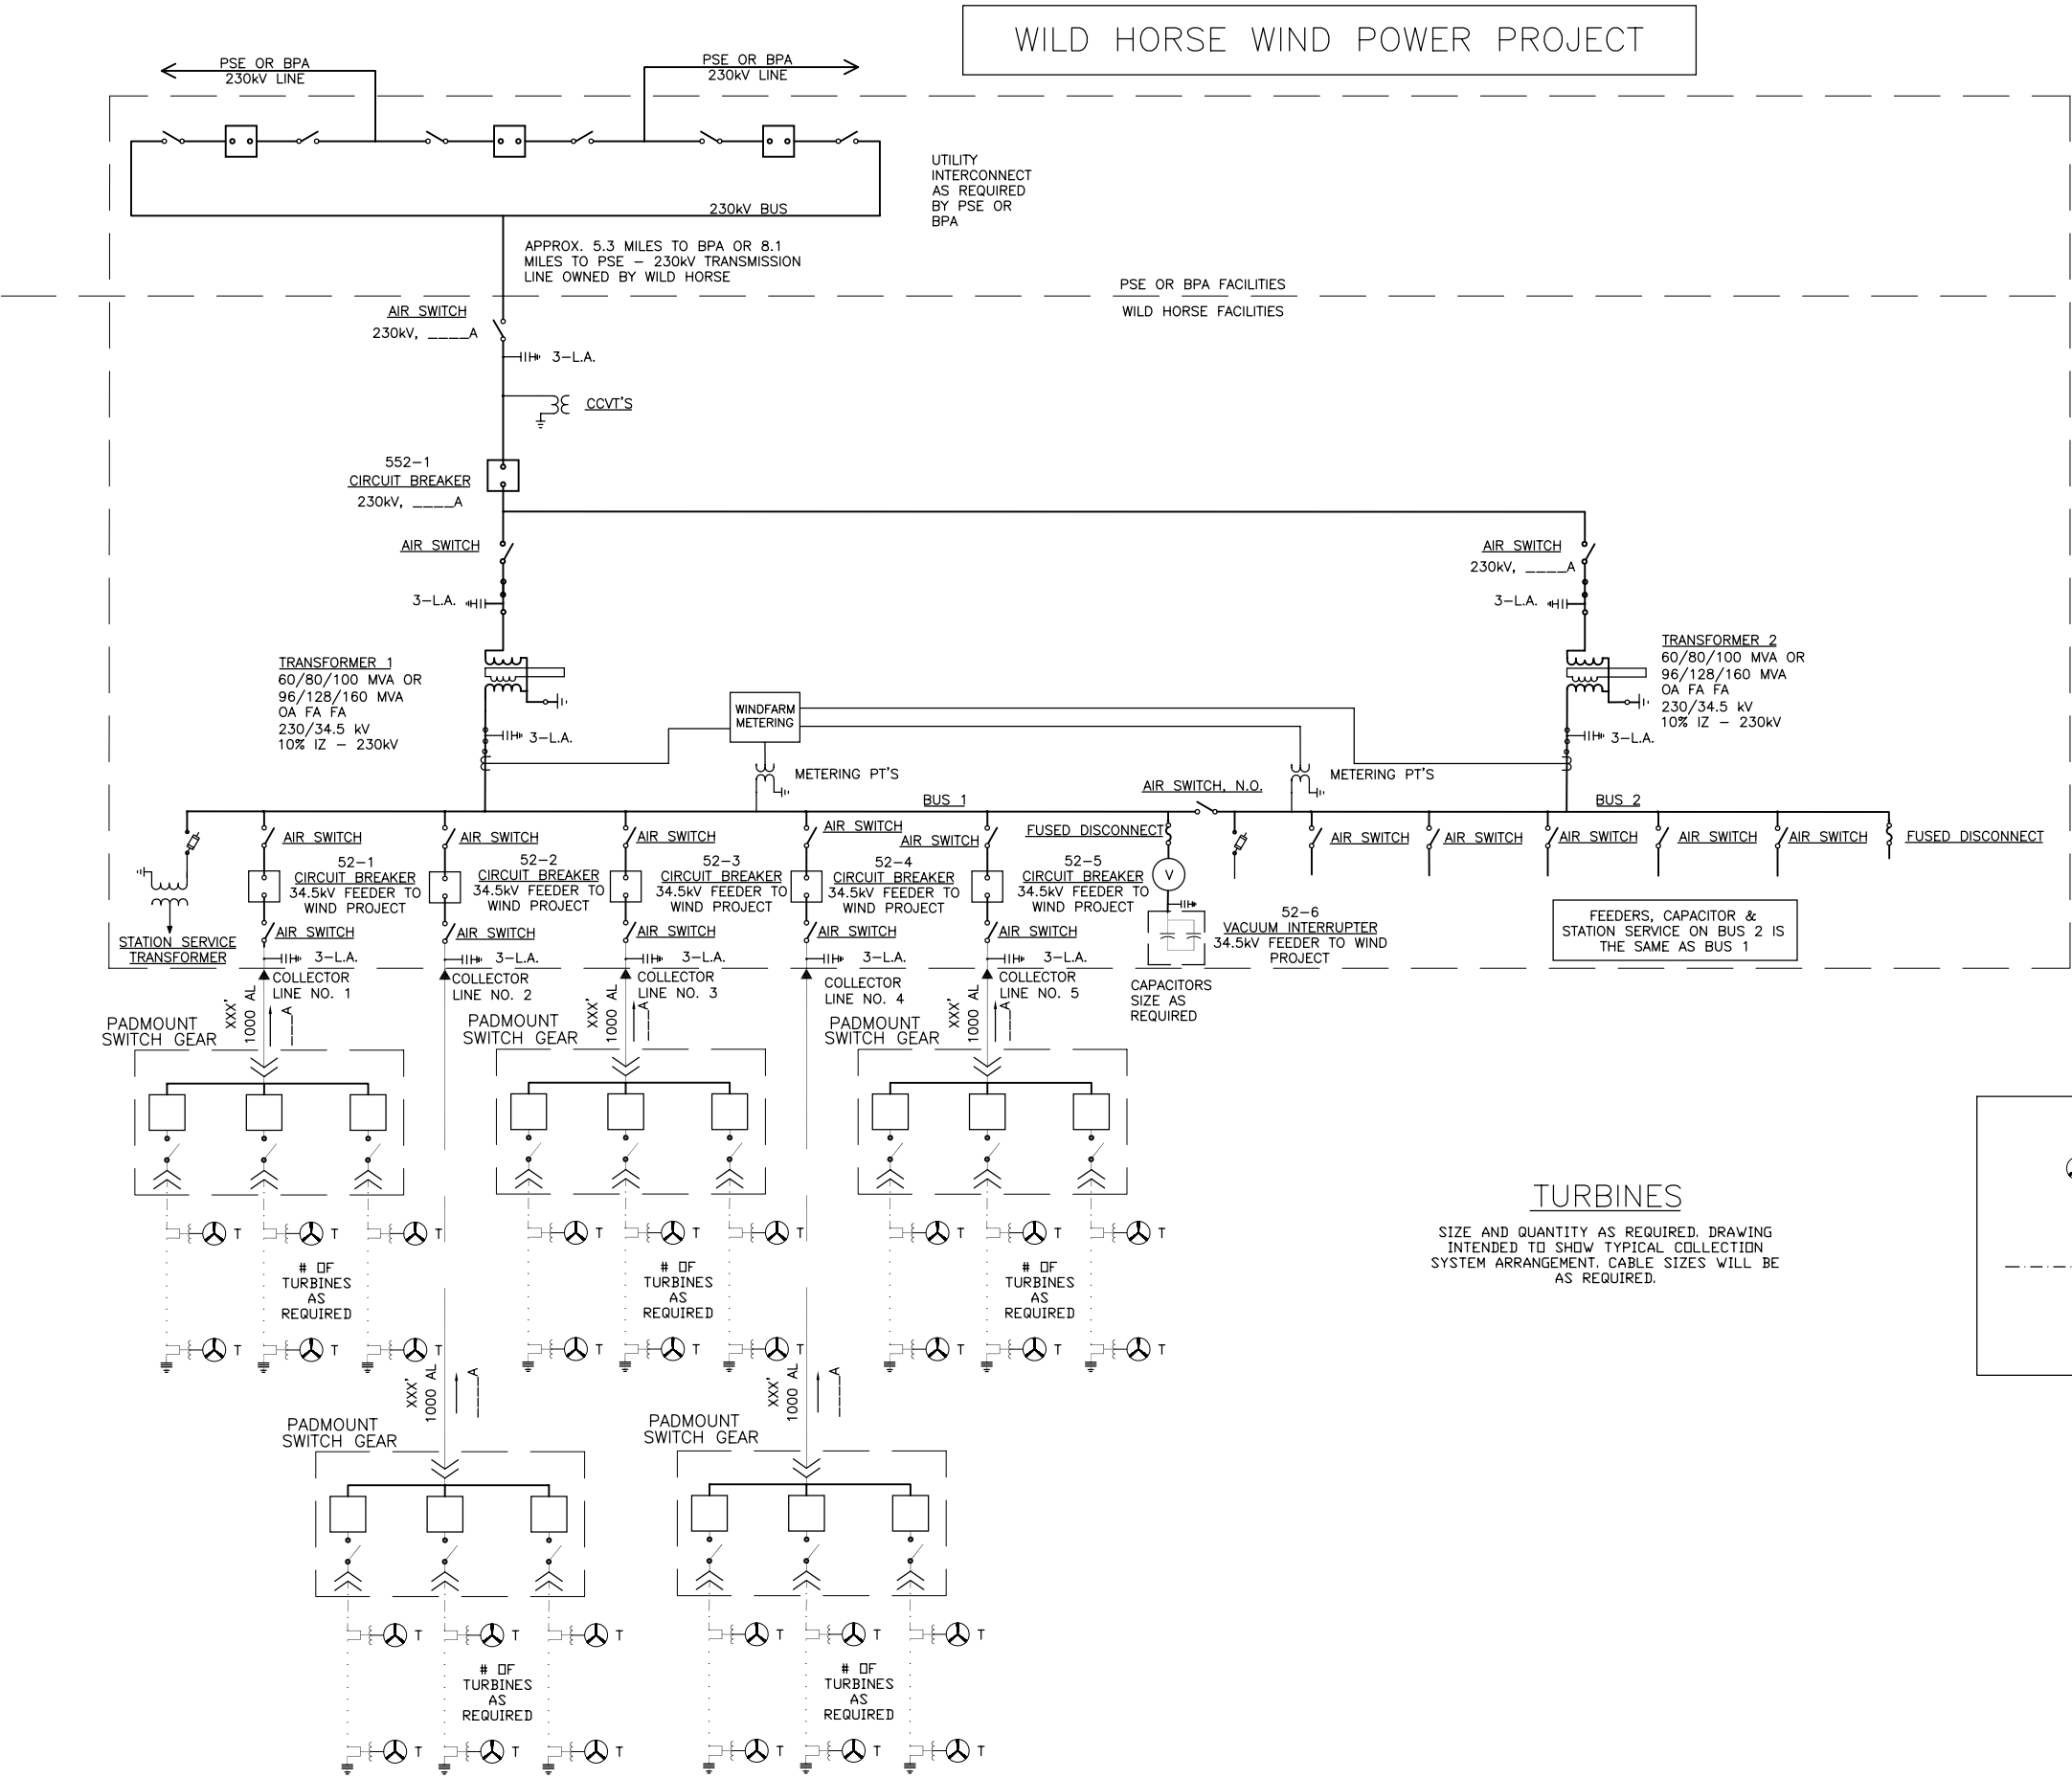 WILD HORSE WIND POWER PROJECT
PSE OR BPA
230kV LINE
PSE OR BPA
230kV LINE
UTILITY
INTERCONNECT
AS REQUIRED
BY PSE OR
BPA
230kV BUS
APPROX. 5.3 MILES TO BPA OR 8.1
MILES TO PSE – 230kV TRANSMISSION
LINE OWNED BY WILD HORSE
PSE OR BPA FACILITIES
WILD HORSE FACILITIES
AIR SWITCH
230kV, ____A
3-L.A.
CCVT'S
552-1
CIRCUIT BREAKER
230kV, ____A
AIR SWITCH
3-L.A.
AIR SWITCH
230kV, ____A
3-L.A.
TRANSFORMER 1
60/80/100 MVA OR
96/128/160 MVA
OA FA FA
230/34.5 kV
10% IZ – 230kV
3-L.A.
WINDFARM
METERING
METERING PT'S
METERING PT'S
TRANSFORMER 2
60/80/100 MVA OR
96/128/160 MVA
OA FA FA
230/34.5 kV
10% IZ – 230kV
3-L.A.
BUS 1
AIR SWITCH, N.O.
BUS 2
STATION SERVICE
TRANSFORMER
AIR SWITCH
52-1
CIRCUIT BREAKER
34.5kV FEEDER TO
WIND PROJECT
AIR SWITCH
3-L.A.
COLLECTOR
LINE NO. 1
AIR SWITCH
52-2
CIRCUIT BREAKER
34.5kV FEEDER TO
WIND PROJECT
AIR SWITCH
3-L.A.
COLLECTOR
LINE NO. 2
AIR SWITCH
52-3
CIRCUIT BREAKER
34.5kV FEEDER TO
WIND PROJECT
AIR SWITCH
3-L.A.
COLLECTOR
LINE NO. 3
AIR SWITCH
52-4
CIRCUIT BREAKER
34.5kV FEEDER TO
WIND PROJECT
AIR SWITCH
3-L.A.
COLLECTOR
LINE NO. 4
AIR SWITCH
52-5
CIRCUIT BREAKER
34.5kV FEEDER TO
WIND PROJECT
AIR SWITCH
3-L.A.
COLLECTOR
LINE NO. 5
FUSED DISCONNECT
V
52-6
VACUUM INTERRUPTER
34.5kV FEEDER TO WIND
PROJECT
CAPACITORS
SIZE AS
REQUIRED
AIR SWITCH
AIR SWITCH
AIR SWITCH
AIR SWITCH
AIR SWITCH
FUSED DISCONNECT
FEEDERS, CAPACITOR &
STATION SERVICE ON BUS 2 IS
THE SAME AS BUS 1
PADMOUNT
SWITCH GEAR
XXX'
1000 AL
____A
PADMOUNT
SWITCH GEAR
XXX'
1000 AL
____A
PADMOUNT
SWITCH GEAR
XXX'
1000 AL
____A
T
T
T
T
T
T
T
T
T
# OF
TURBINES
AS
REQUIRED
# OF
TURBINES
AS
REQUIRED
# OF
TURBINES
AS
REQUIRED
T
T
T
T
T
T
T
T
T
TURBINES
SIZE AND QUANTITY AS REQUIRED. DRAWING
INTENDED TO SHOW TYPICAL COLLECTION
SYSTEM ARRANGEMENT. CABLE SIZES WILL BE
AS REQUIRED.
PADMOUNT
SWITCH GEAR
XXX'
1000 AL
____A
PADMOUNT
SWITCH GEAR
XXX'
1000 AL
____A
T
T
T
T
T
T
# OF
TURBINES
AS
REQUIRED
# OF
TURBINES
AS
REQUIRED
T
T
T
T
T
T